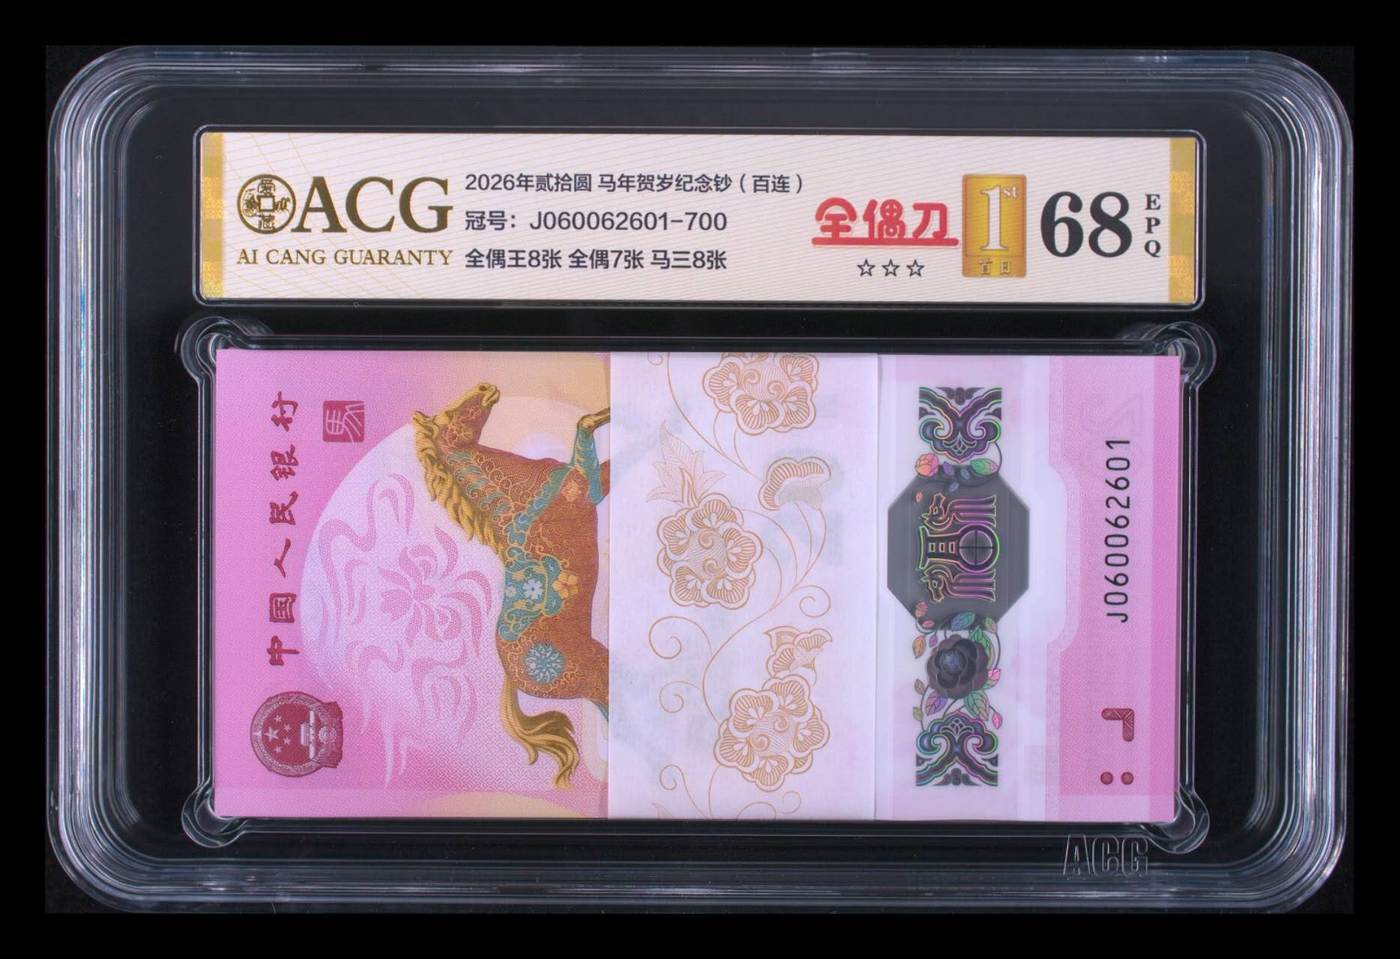 ACG
AI CANG GUARANTY
2026年贰拾圆 马年贺岁纪念钞（百连）
冠号：J060062601-700
全偶王8张 全偶7张 马三8张
全偶刀
☆☆☆
1st
首日
68
EPQ
中国人民银行
J060062601
ACG